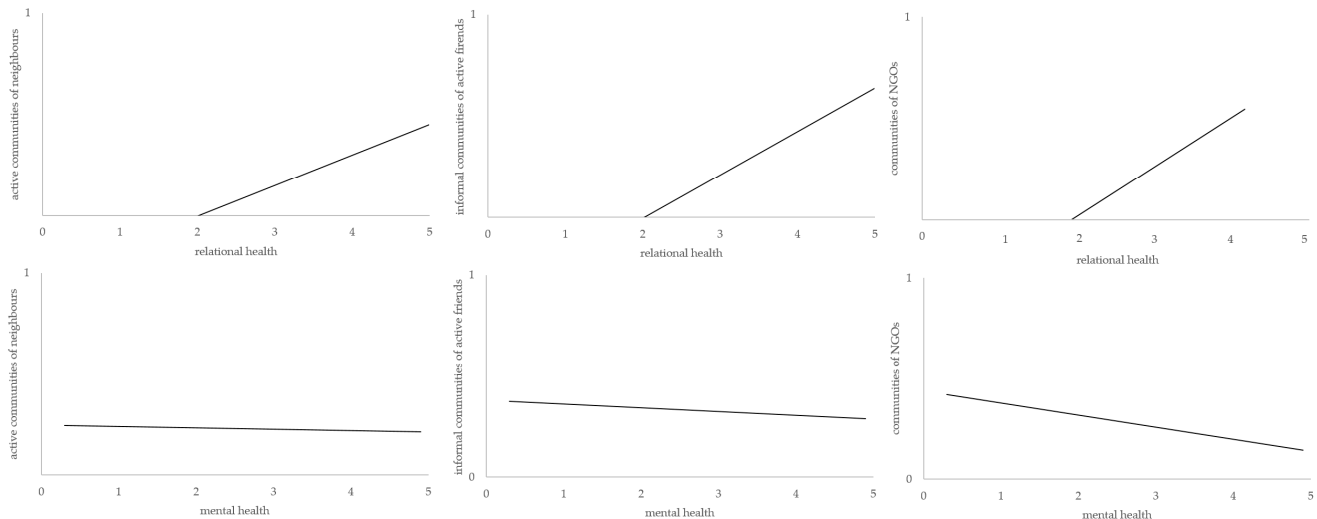 1
active communities of neighbours
0 1 2 3 4 5
relational health
1
informal communities of active firends
0 1 2 3 4 5
relational health
1
communities of NGOs
0 1 2 3 4 5
relational health
1
active communities of neighbours
0 1 2 3 4 5
mental health
1
informal communities of active friends
0
0 1 2 3 4 5
mental health
1
communities of NGOs
0
0 1 2 3 4 5
mental health